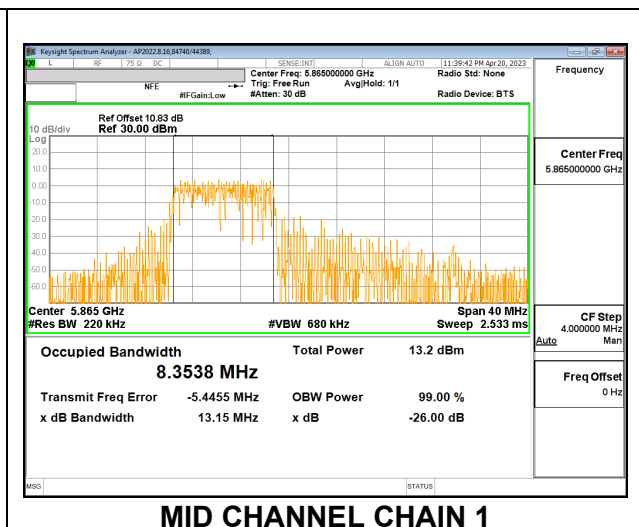 Keysight Spectrum Analyzer - AP2022.8.16,84740/44389,
L RF 75 Ω DC SENSE:INT ALIGN AUTO 11:39:42 PM Apr 20, 2023
NFE #IFGain:Low
Center Freq: 5.865000000 GHz Radio Std: None
Trig: Free Run Avg|Hold: 1/1
#Atten: 30 dB Radio Device: BTS
Frequency
Ref Offset 10.83 dB
10 dB/div Ref 30.00 dBm
Log
20.0
10.0
0.00
-10.0
-20.0
-30.0
-40.0
-50.0
-60.0
Center 5.865 GHz Span 40 MHz
#Res BW 220 kHz #VBW 680 kHz Sweep 2.533 ms
Occupied Bandwidth Total Power 13.2 dBm
8.3538 MHz
Transmit Freq Error -5.4455 MHz OBW Power 99.00 %
x dB Bandwidth 13.15 MHz x dB -26.00 dB
Center Freq
5.865000000 GHz
CF Step
4.000000 MHz
Auto Man
Freq Offset
0 Hz
MSG STATUS
MID CHANNEL CHAIN 1